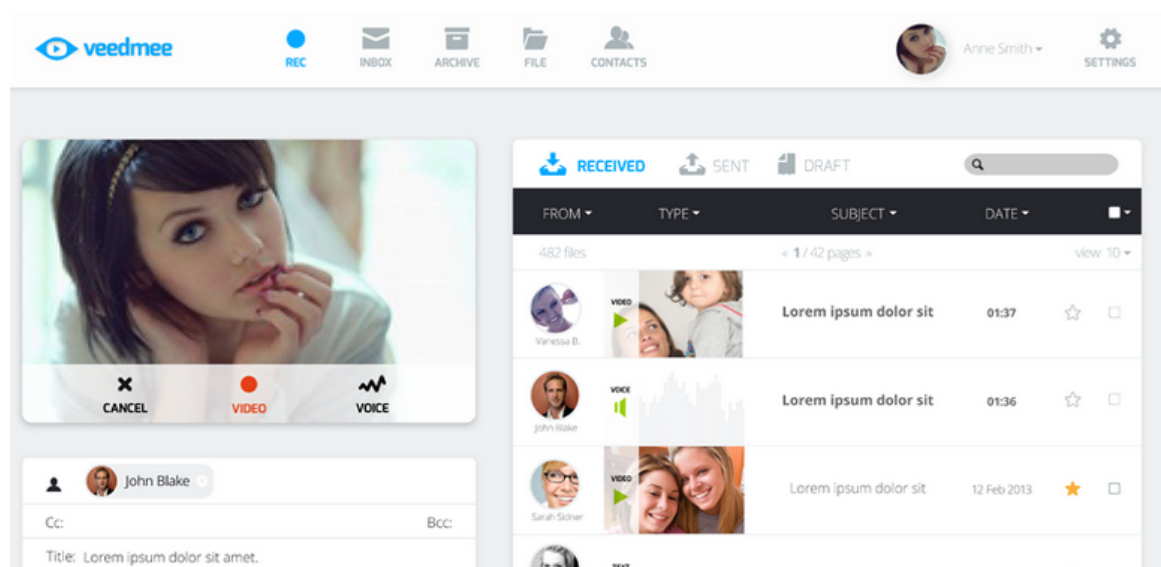 veedmee
REC
INBOX
ARCHIVE
FILE
CONTACTS
Anne Smith
SETTINGS
CANCEL
VIDEO
VOICE
John Blake
Cc:
Bcc:
Title: Lorem ipsum dolor sit amet.
RECEIVED
SENT
DRAFT
FROM
TYPE
SUBJECT
DATE
482 files
« 1 / 42 pages »
view 10
VIDEO
Vanessa B.
Lorem ipsum dolor sit
01:37
VOICE
John Blake
Lorem ipsum dolor sit
01:36
VIDEO
Sarah Sidner
Lorem ipsum dolor sit
12 Feb 2013
TEXT